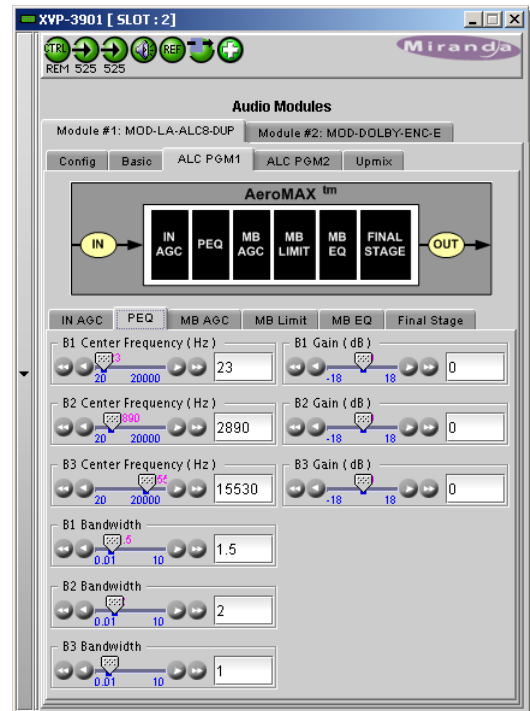 XVP-3901 [ SLOT : 2]
CTRL REF
REM 525 525
Miranda
Audio Modules
Module #1: MOD-LA-ALC8-DUP Module #2: MOD-DOLBY-ENC-E
Config Basic ALC PGM1 ALC PGM2 Upmix
AeroMAX tm
IN IN AGC PEQ MB AGC MB LIMIT MB EQ FINAL STAGE OUT
IN AGC PEQ MB AGC MB Limit MB EQ Final Stage
B1 Center Frequency ( Hz ) B1 Gain ( dB )
23 0
20 20000 -18 18
B2 Center Frequency ( Hz ) B2 Gain ( dB )
2890 0
20 20000 -18 18
B3 Center Frequency ( Hz ) B3 Gain ( dB )
15530 0
20 20000 -18 18
B1 Bandwidth
1.5
0.01 10
B2 Bandwidth
2
0.01 10
B3 Bandwidth
1
0.01 10